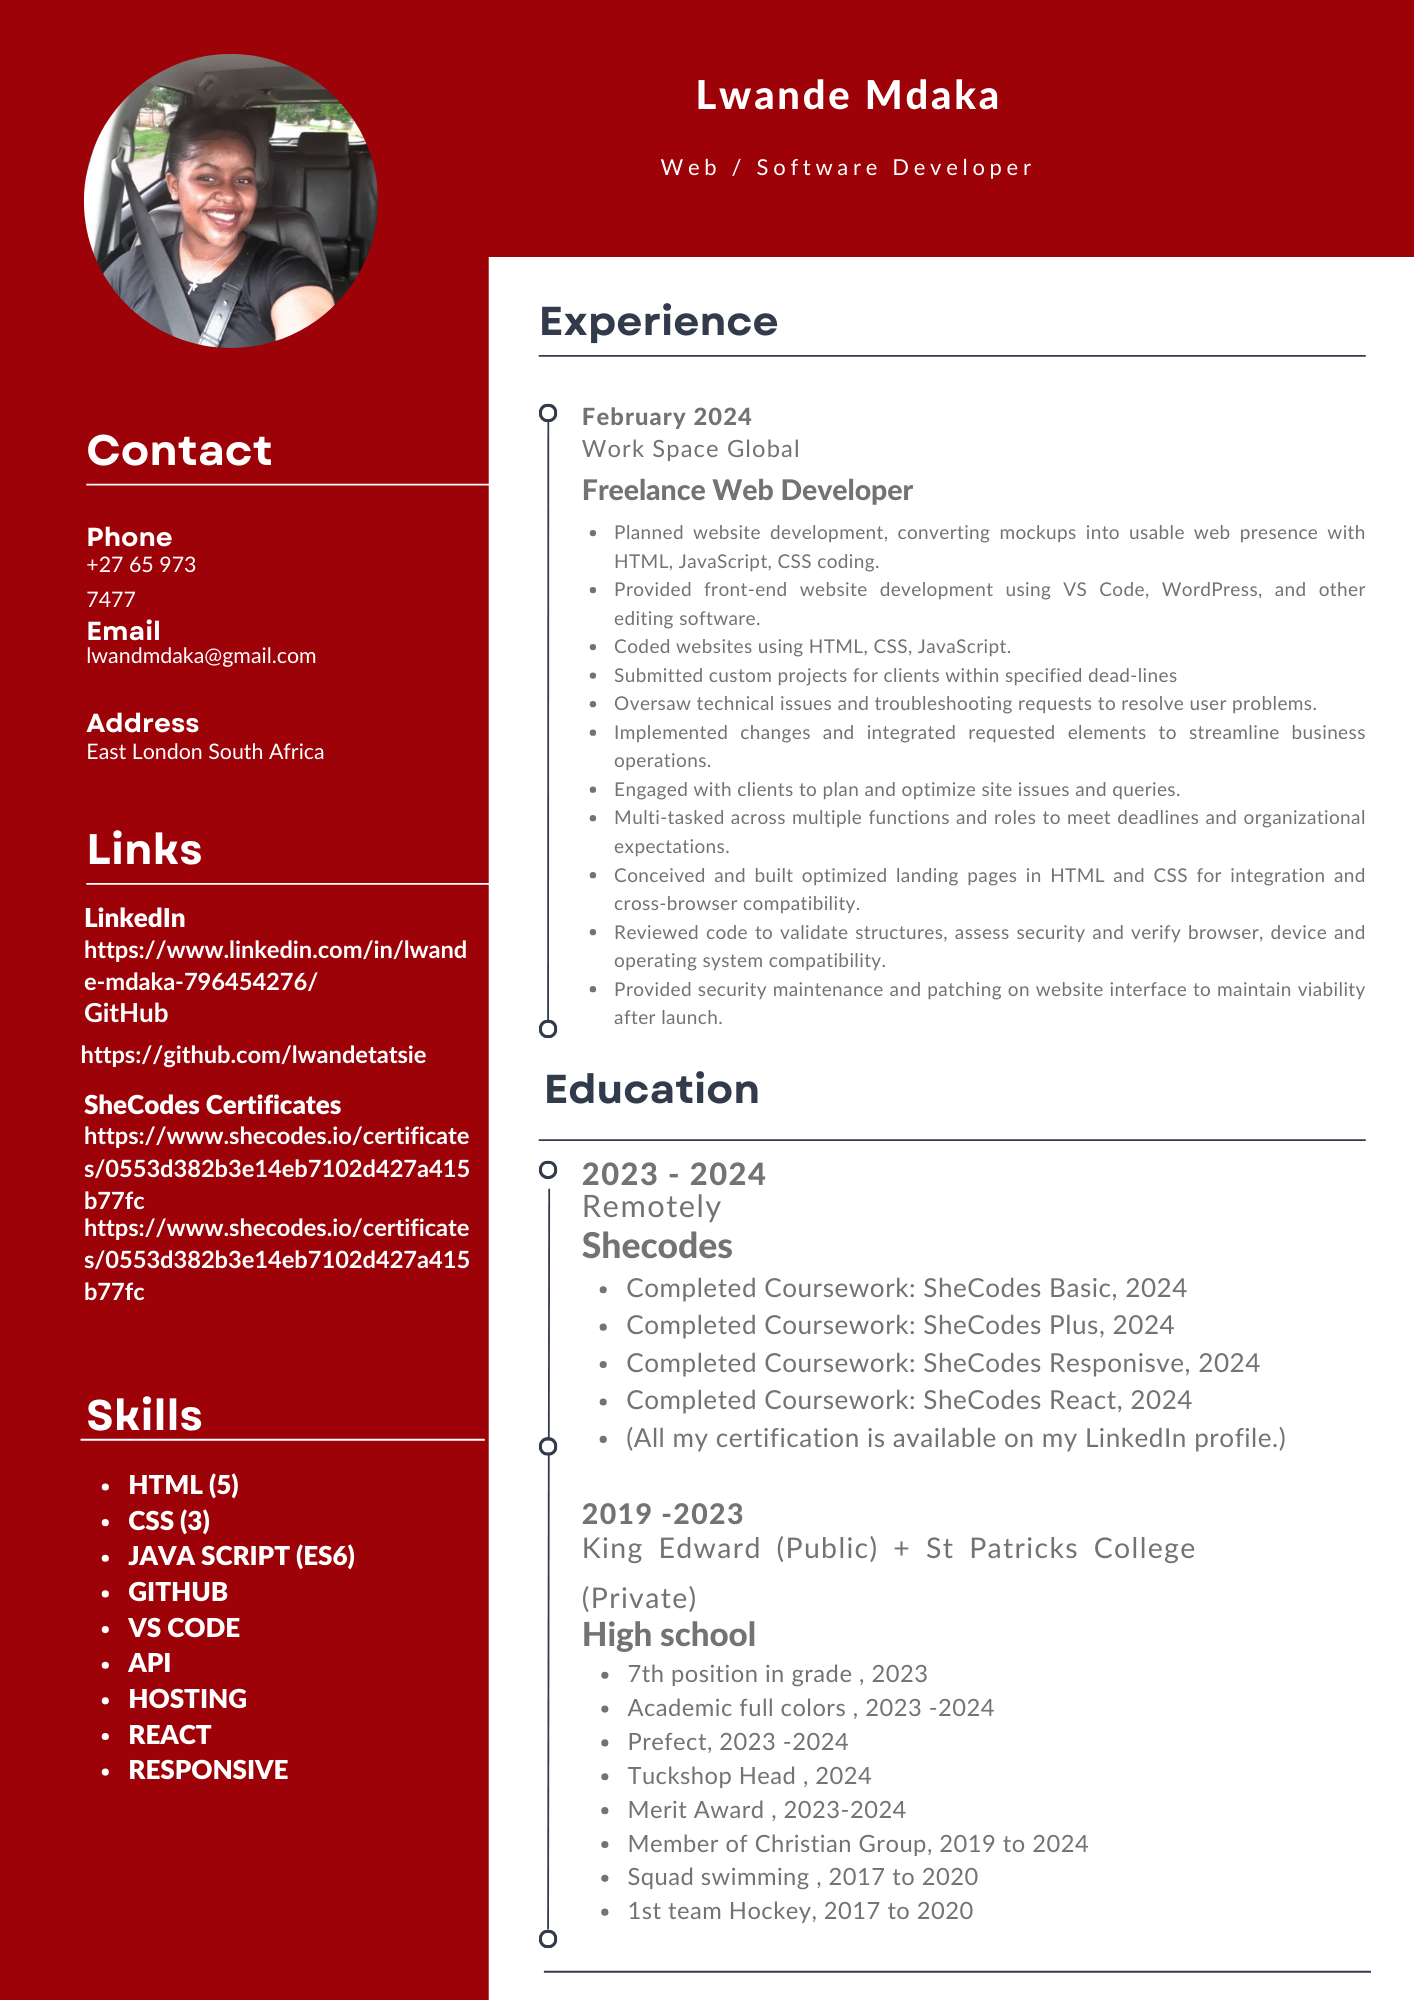 Lwande Mdaka
Web / Software Developer
Contact
Phone
+27 65 973
7477
Email
lwandmdaka@gmail.com
Address
East London South Africa
Links
LinkedIn
https://www.linkedin.com/in/lwand
e-mdaka-796454276/
GitHub
https://github.com/lwandetatsie
SheCodes Certificates
https://www.shecodes.io/certificate
s/0553d382b3e14eb7102d427a415
b77fc
https://www.shecodes.io/certificate
s/0553d382b3e14eb7102d427a415
b77fc
Skills
• HTML (5)
• CSS (3)
• JAVA SCRIPT (ES6)
• GITHUB
• VS CODE
• API
• HOSTING
• REACT
• RESPONSIVE
Experience
February 2024
Work Space Global
Freelance Web Developer
• Planned website development, converting mockups into usable web presence with
HTML, JavaScript, CSS coding.
• Provided front-end website development using VS Code, WordPress, and other
editing software.
• Coded websites using HTML, CSS, JavaScript.
• Submitted custom projects for clients within specified dead-lines
• Oversaw technical issues and troubleshooting requests to resolve user problems.
• Implemented changes and integrated requested elements to streamline business
operations.
• Engaged with clients to plan and optimize site issues and queries.
• Multi-tasked across multiple functions and roles to meet deadlines and organizational
expectations.
• Conceived and built optimized landing pages in HTML and CSS for integration and
cross-browser compatibility.
• Reviewed code to validate structures, assess security and verify browser, device and
operating system compatibility.
• Provided security maintenance and patching on website interface to maintain viability
after launch.
Education
2023 - 2024
Remotely
Shecodes
• Completed Coursework: SheCodes Basic, 2024
• Completed Coursework: SheCodes Plus, 2024
• Completed Coursework: SheCodes Responisve, 2024
• Completed Coursework: SheCodes React, 2024
• (All my certification is available on my LinkedIn profile.)
2019 -2023
King Edward (Public) + St Patricks College
(Private)
High school
• 7th position in grade , 2023
• Academic full colors , 2023 -2024
• Prefect, 2023 -2024
• Tuckshop Head , 2024
• Merit Award , 2023-2024
• Member of Christian Group, 2019 to 2024
• Squad swimming , 2017 to 2020
• 1st team Hockey, 2017 to 2020